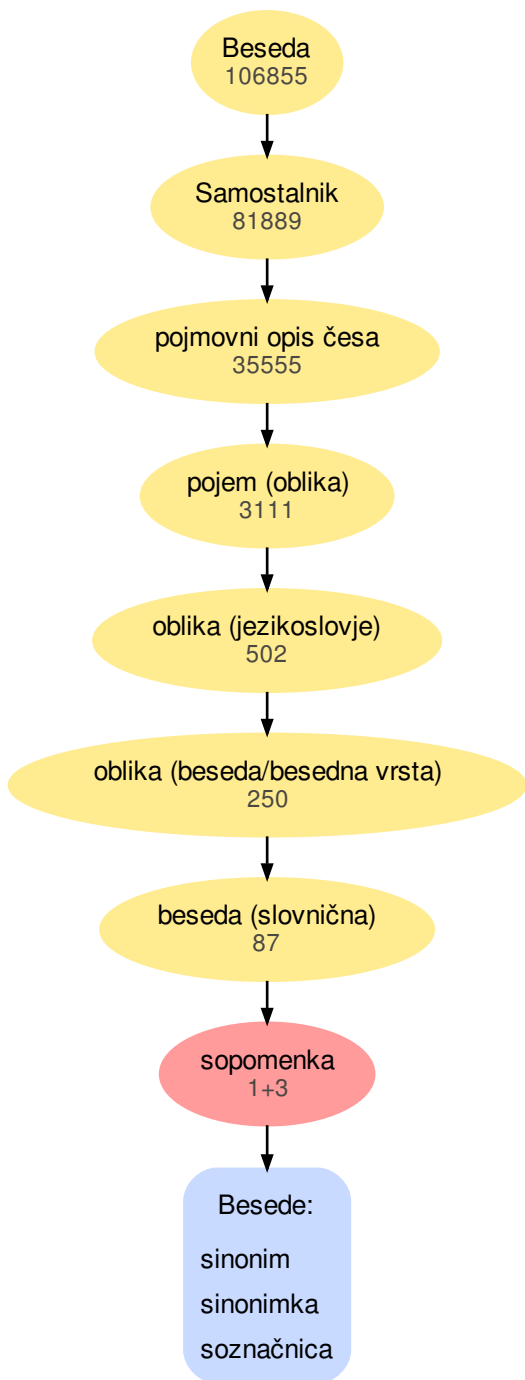 Beseda
106855
Samostalnik
81889
pojmovni opis česa
35555
pojem (oblika)
3111
oblika (jezikoslovje)
502
oblika (beseda/besedna vrsta)
250
beseda (slovnična)
87
sopomenka
1+3
Besede:
sinonim
sinonimka
soznačnica